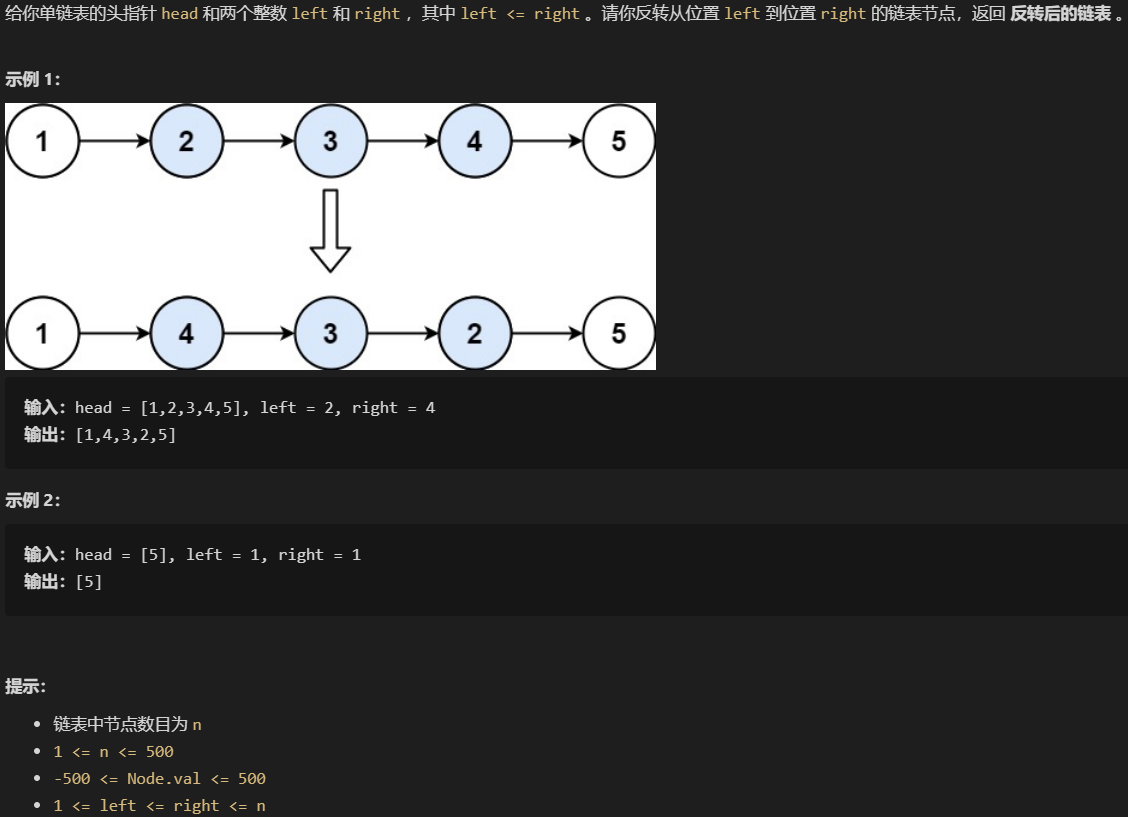 给你单链表的头指针 head 和两个整数 left 和 right ，其中 left <= right 。请你反转从位置 left 到位置 right 的链表节点，返回 反转后的链表 。
示例 1：
1 2 3 4 5
1 4 3 2 5
输入：head = [1,2,3,4,5], left = 2, right = 4
输出：[1,4,3,2,5]
示例 2：
输入：head = [5], left = 1, right = 1
输出：[5]
提示：
• 链表中节点数目为 n
• 1 <= n <= 500
• -500 <= Node.val <= 500
• 1 <= left <= right <= n